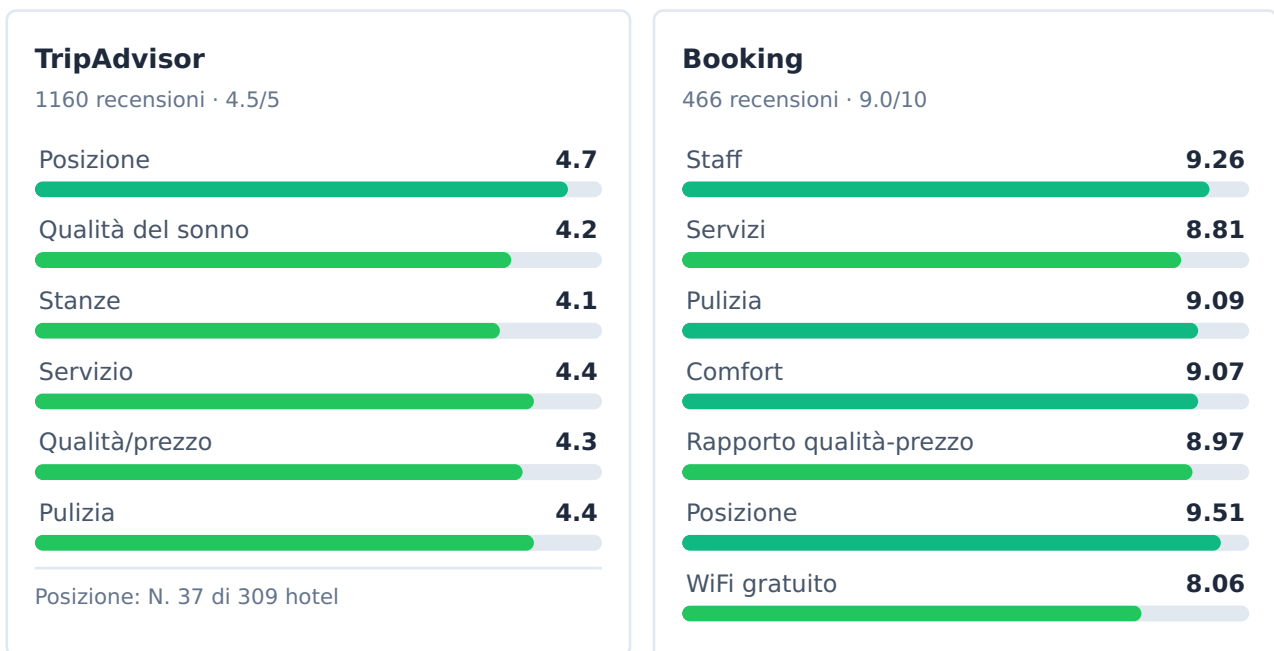 TripAdvisor
1160 recensioni · 4.5/5
Posizione 4.7
Qualità del sonno 4.2
Stanze 4.1
Servizio 4.4
Qualità/prezzo 4.3
Pulizia 4.4
Posizione: N. 37 di 309 hotel
Booking
466 recensioni · 9.0/10
Staff 9.26
Servizi 8.81
Pulizia 9.09
Comfort 9.07
Rapporto qualità-prezzo 8.97
Posizione 9.51
WiFi gratuito 8.06